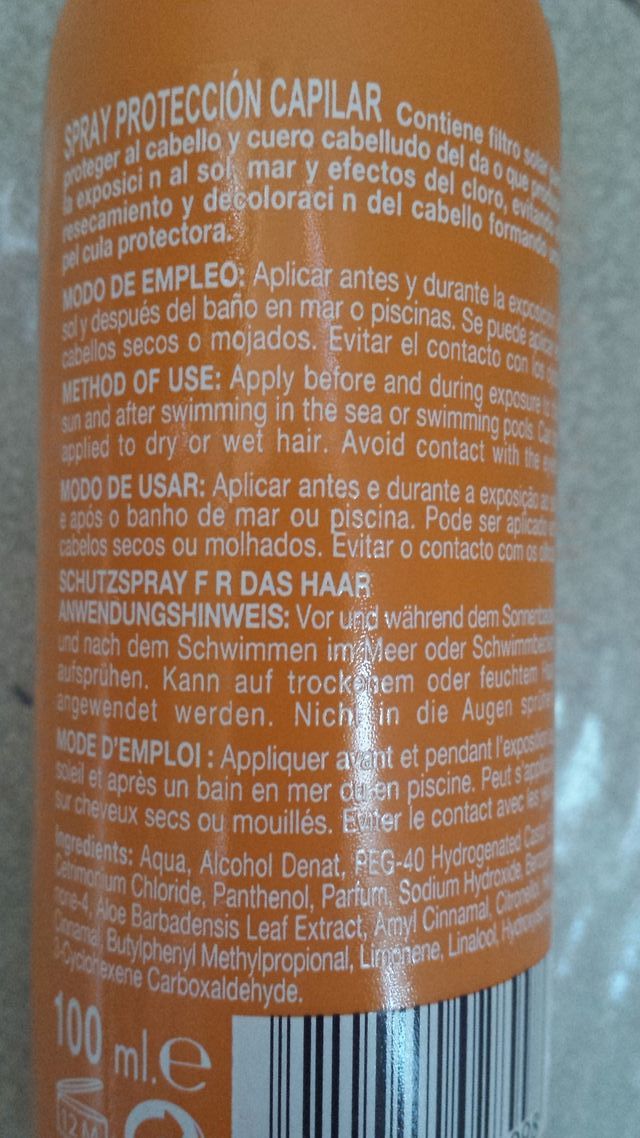 SPRAY PROTECCIÓN CAPILAR Contiene filtro solar
proteger al cabello y cuero cabelludo del da o que
la exposici n al sol, mar y efectos del cloro, evitando
resecamiento y decoloraci n del cabello formando
pel cula protectora.
MODO DE EMPLEO: Aplicar antes y durante la
sol y después del baño en mar o piscinas. Se puede
cabellos secos o mojados. Evitar el contacto con los
METHOD OF USE: Apply before and during exposure
sun and after swimming in the sea or swimming pools. Can
applied to dry or wet hair. Avoid contact with the
MODO DE USAR: Aplicar antes e durante a exposição ao
e após o banho de mar ou piscina. Pode ser aplicado
cabelos secos ou molhados. Evitar o contacto com os
SCHUTZSPRAY F R DAS HAAR
ANWENDUNGSHINWEIS: Vor und während dem
und nach dem Schwimmen im Meer oder
aufsprühen. Kann auf trockenem oder feuchtem
angewendet werden. Nicht in die Augen
MODE D'EMPLOI : Appliquer avant et pendant l'exposition
soleil et après un bain en mer ou en piscine. Peut
sur cheveux secs ou mouillés. Eviter le contact avec les
Ingredients: Aqua, Alcohol Denat, PEG-40 Hydrogenated Castor
Cetrimonium Chloride, Panthenol, Parfum, Sodium Hydroxide,
none-4, Aloe Barbadensis Leaf Extract, Amyl Cinnamal,
Cinnamal, Butylphenyl Methylpropional, Limonene, Linalool,
3-Cyclohexene Carboxaldehyde.
100 ml.e
12M